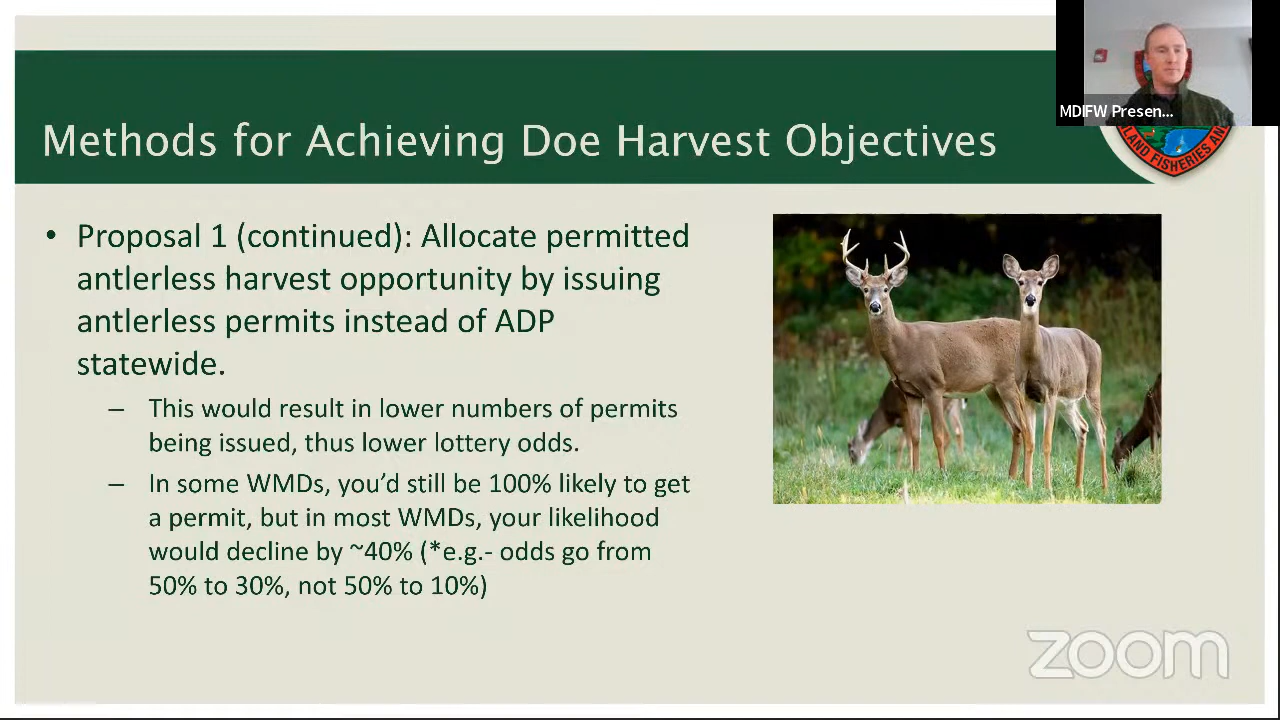 MDIFW Presen...
Methods for Achieving Doe Harvest Objectives
LAND FISHERIES AN
• Proposal 1 (continued): Allocate permitted
antlerless harvest opportunity by issuing
antlerless permits instead of ADP
statewide.
– This would result in lower numbers of permits
being issued, thus lower lottery odds.
– In some WMDs, you’d still be 100% likely to get
a permit, but in most WMDs, your likelihood
would decline by ~40% (*e.g.- odds go from
50% to 30%, not 50% to 10%)
zoom